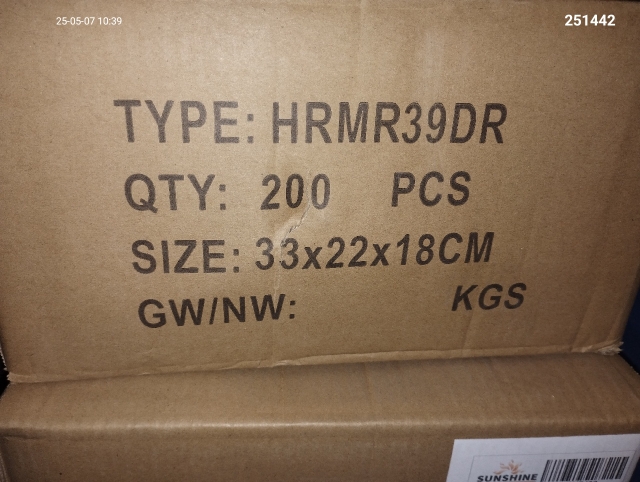 25-05-07 10:39
251442
TYPE: HRMR39DR
QTY: 200 PCS
SIZE: 33x22x18CM
GW/NW: KGS
SUNSHINE